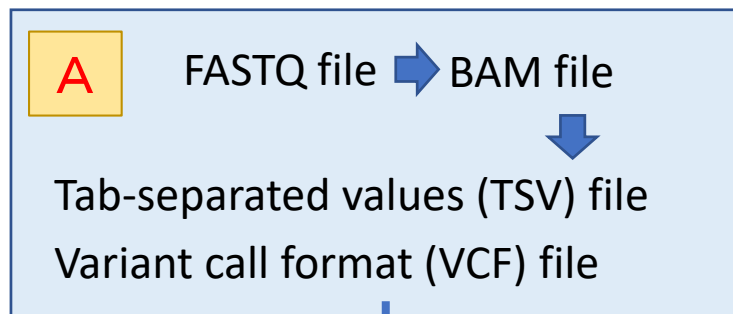 A
FASTQ file BAM file
Tab-separated values (TSV) file
Variant call format (VCF) file